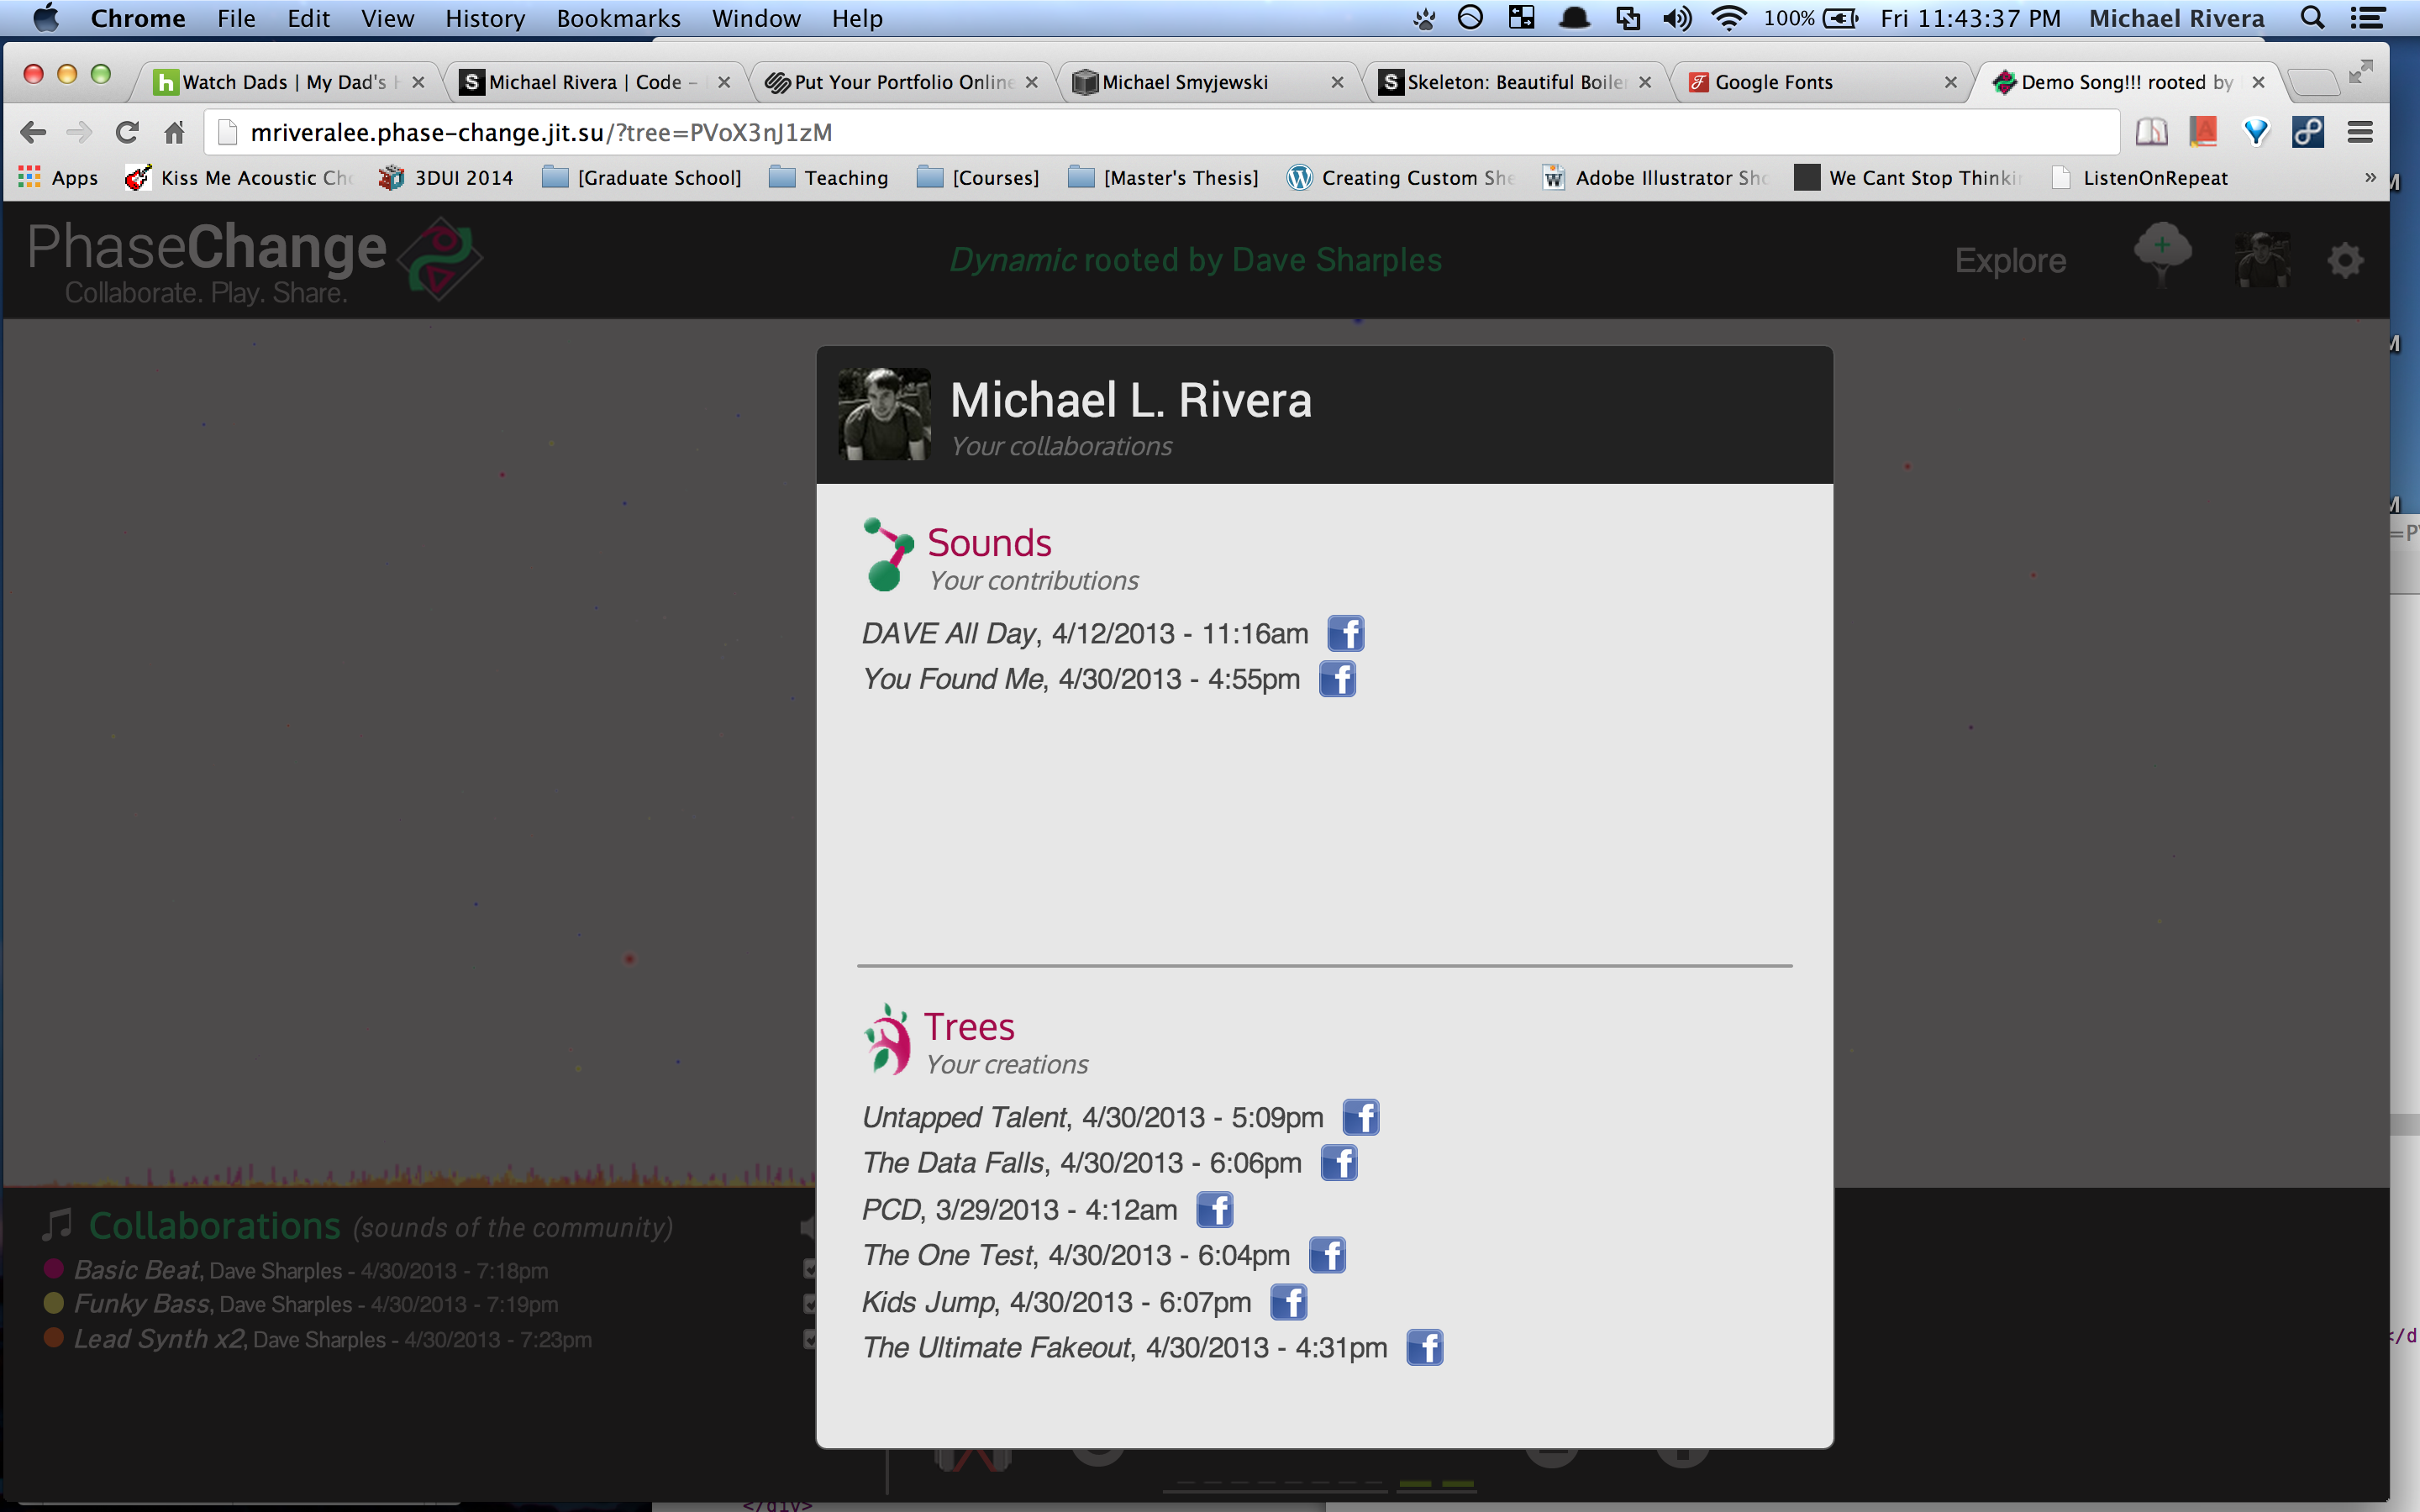 Chrome File Edit View History Bookmarks Window Help 100% Fri 11:43:37 PM Michael Rivera
Watch Dads | My Dad's Michael Rivera | Code – Put Your Portfolio Online Michael Smyjewski Skeleton: Beautiful Boiler Google Fonts Demo Song!!! rooted by
mriveralee.phase-change.jit.su/?tree=PVoX3nJ1zM
Apps Kiss Me Acoustic 3DUI 2014 [Graduate School] Teaching [Courses] [Master's Thesis] Creating Custom She Adobe Illustrator Sho We Cant Stop Thinki ListenOnRepeat »
PhaseChange
Collaborate. Play. Share.
Dynamic rooted by Dave Sharples
Explore
Michael L. Rivera
Your collaborations
Sounds
Your contributions
DAVE All Day, 4/12/2013 - 11:16am
You Found Me, 4/30/2013 - 4:55pm
Trees
Your creations
Untapped Talent, 4/30/2013 - 5:09pm
The Data Falls, 4/30/2013 - 6:06pm
PCD, 3/29/2013 - 4:12am
The One Test, 4/30/2013 - 6:04pm
Kids Jump, 4/30/2013 - 6:07pm
The Ultimate Fakeout, 4/30/2013 - 4:31pm
Collaborations (sounds of the community)
Basic Beat, Dave Sharples - 4/30/2013 - 7:18pm
Funky Bass, Dave Sharples - 4/30/2013 - 7:19pm
Lead Synth x2, Dave Sharples - 4/30/2013 - 7:23pm
=P
</d
</div>